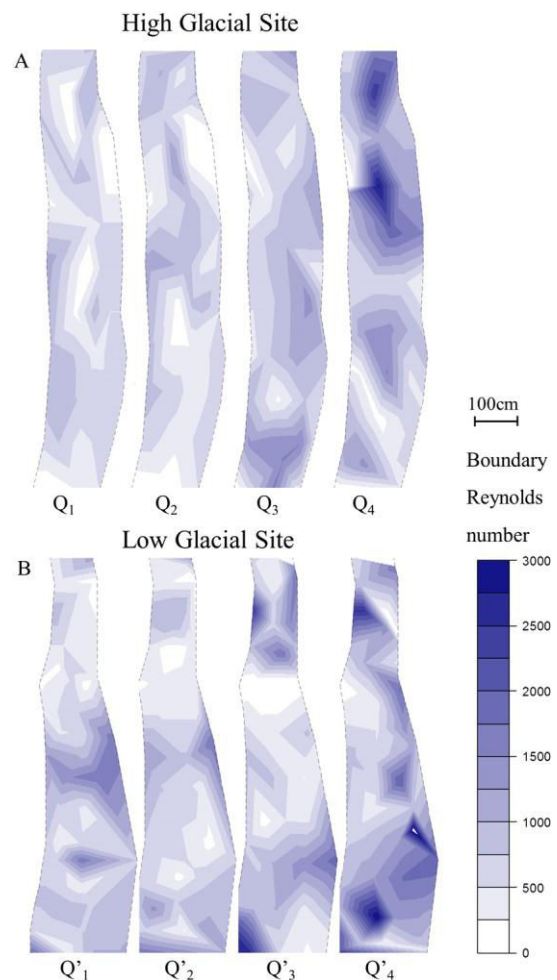 High Glacial Site
A
Q₁ Q₂ Q₃ Q₄
100cm
Boundary
Reynolds
number
Low Glacial Site
B
3000
2500
2000
1500
1000
500
0
Q’₁ Q’₂ Q’₃ Q’₄